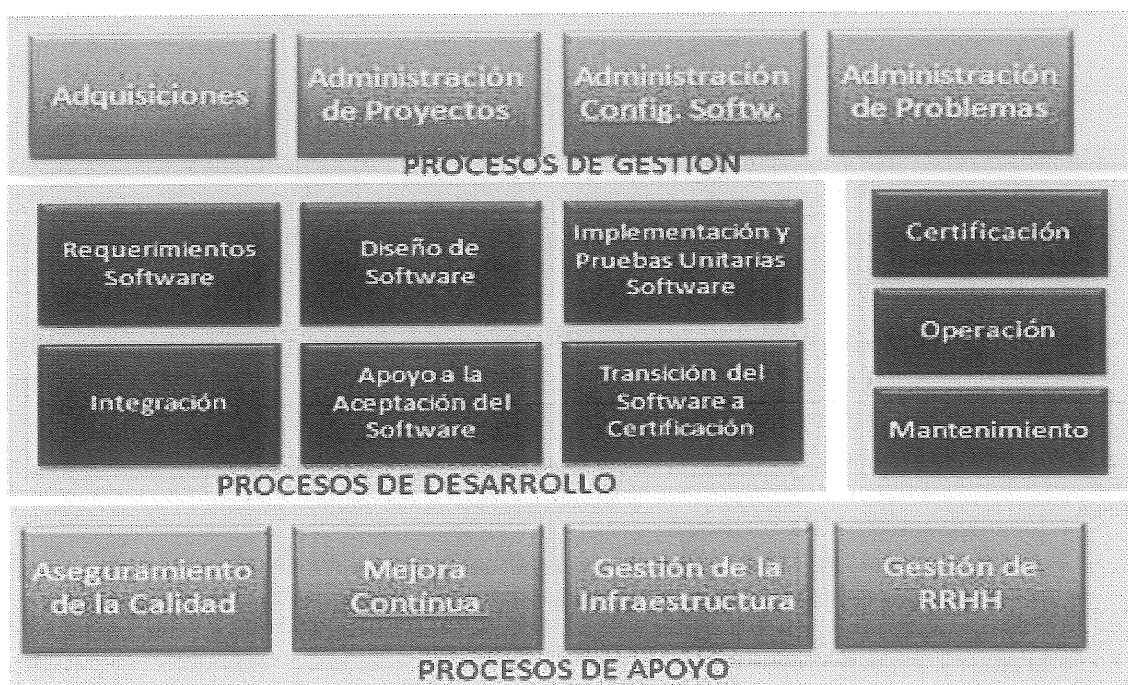 Adquisiciones
Administración
de Proyectos
Administración
Config. Softw.
Administración
de Problemas
PROCESOS DE GESTION
Requerimientos
Software
Diseño de
Software
Implementación y
Pruebas Unitarias
Software
Integración
Apoyo a la
Aceptación del
Software
Transición del
Software a
Certificación
PROCESOS DE DESARROLLO
Certificación
Operación
Mantenimiento
Aseguramiento
de la Calidad
Mejora
Contínua
Gestión de la
Infraestructura
Gestión de
RRHH
PROCESOS DE APOYO